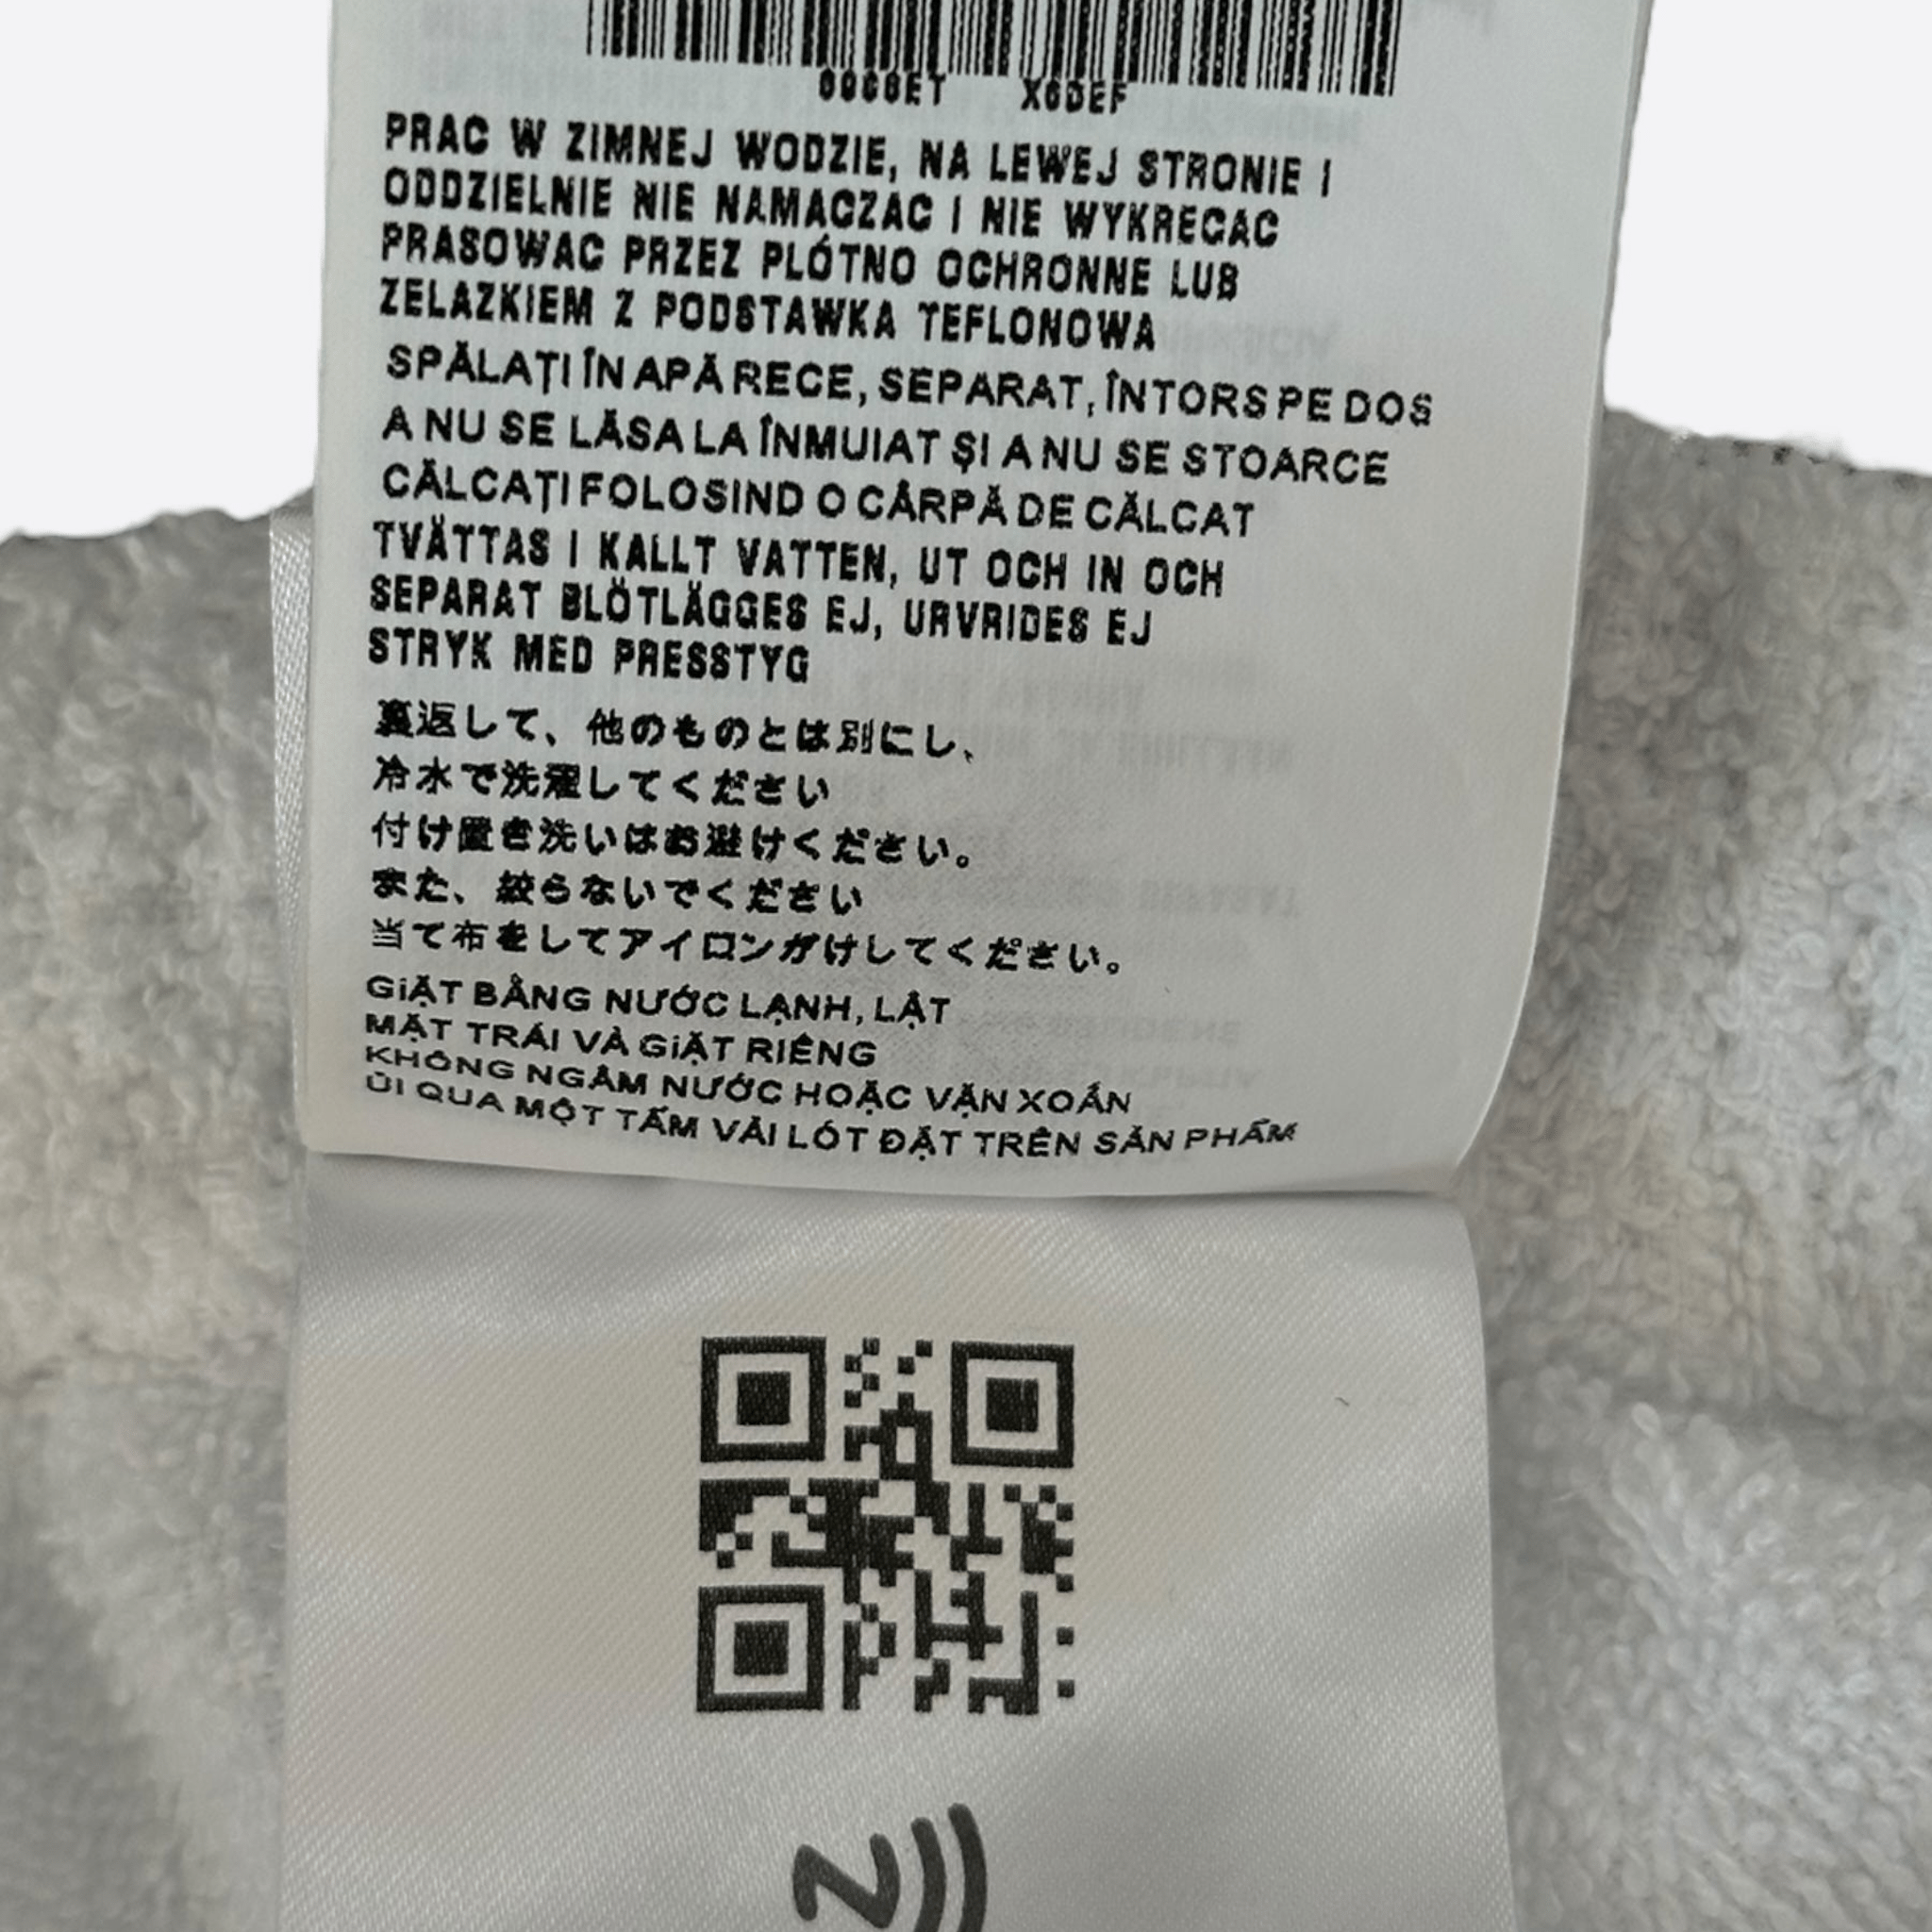 PRAC W ZIMNEJ WODZIE, NA LEWEJ STRONIE I
ODDZIELNIE NIE NAMACZAC I NIE WYKRECAC
PRASOWAC PRZEZ PLÓTNO OCHRONNE LUB
ZELAZKIEM Z PODSTAWKA TEFLONOWA
SPĂLAȚI ÎN APĂ RECE, SEPARAT, ÎNTORS PE DOS
A NU SE LĂSA LA ÎNMUIAT ȘI A NU SE STOARCE
CĂLCAȚI FOLOSIND O CÂRPĂ DE CĂLCAT
TVÄTTAS I KALLT VATTEN, UT OCH IN OCH
SEPARAT BLÖTLÄGGES EJ, URVRIDES EJ
STRYK MED PRESSTYG
裏返して、他のものとは別にし、
冷水で洗濯してください
付け置き洗いはお避けください。
また、絞らないでください
当て布をしてアイロンがけしてください。
GIẶT BẰNG NƯỚC LẠNH, LẬT
MẶT TRÁI VÀ GIẶT RIÊNG
KHÔNG NGÂM NƯỚC HOẶC VẶN XOẮN
ỦI QUA MỘT TẤM VẢI LÓT ĐẶT TRÊN SẢN PHẨM